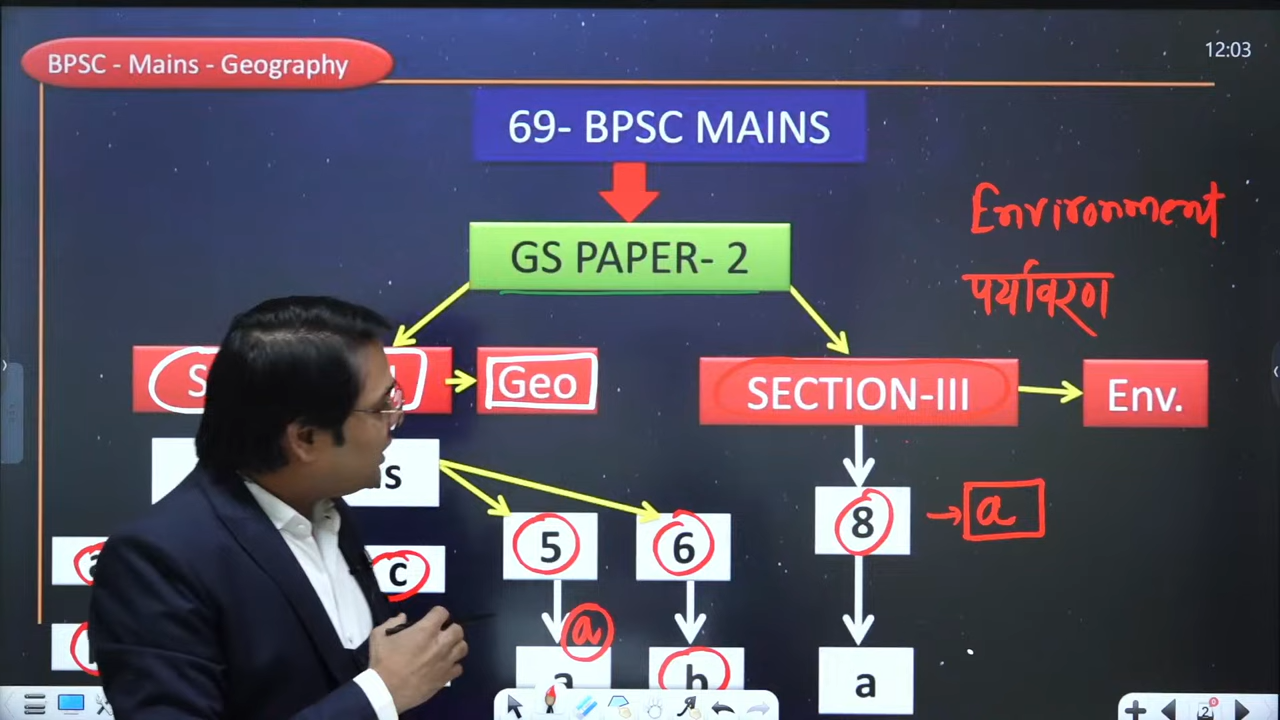 BPSC - Mains - Geography
12:03
69- BPSC MAINS
GS PAPER- 2
Environment
पर्यावरण
Geo
SECTION-III
Env.
5
6
8
a
c
a
a
b
a
2